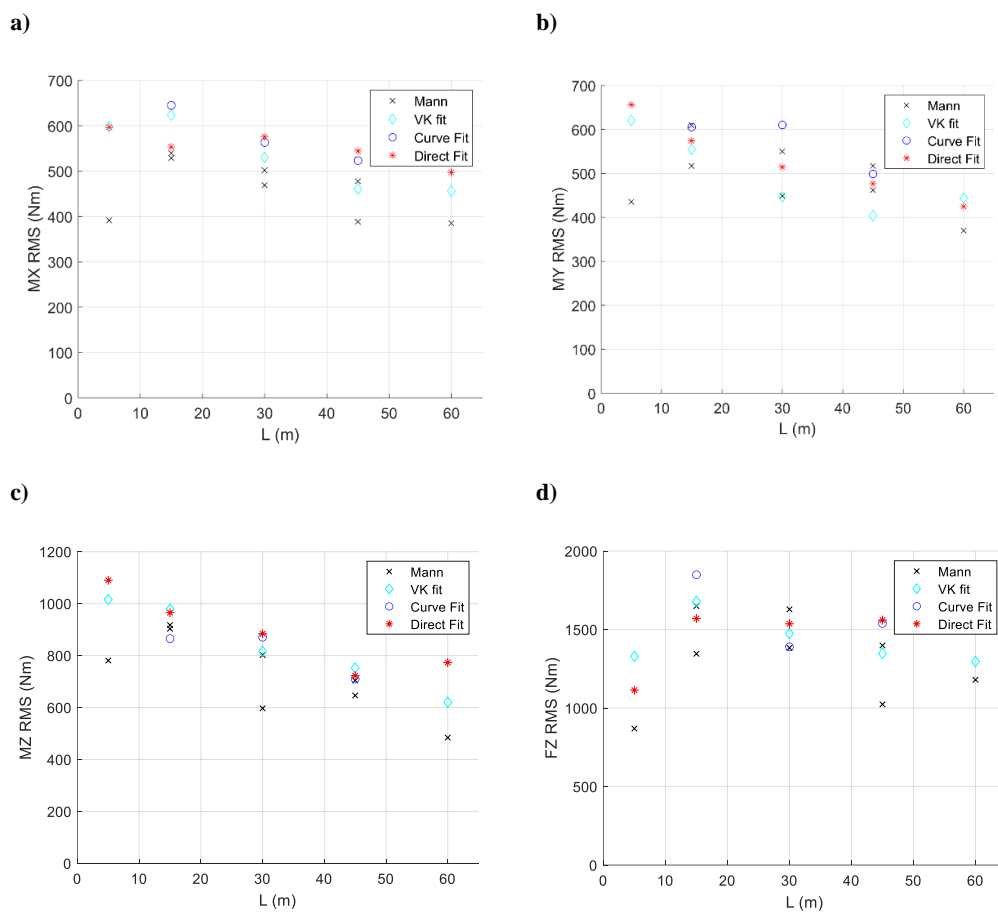 a)
b)
700
600
500
400
300
200
100
0
MX RMS (Nm)
0 10 20 30 40 50 60
L (m)
Mann
VK fit
Curve Fit
Direct Fit
700
600
500
400
300
200
100
0
MY RMS (Nm)
0 10 20 30 40 50 60
L (m)
Mann
VK fit
Curve Fit
Direct Fit
c)
d)
1200
1000
800
600
400
200
0
MZ RMS (Nm)
0 10 20 30 40 50 60
L (m)
Mann
VK fit
Curve Fit
Direct Fit
2000
1500
1000
500
0
FZ RMS (Nm)
0 10 20 30 40 50 60
L (m)
Mann
VK fit
Curve Fit
Direct Fit